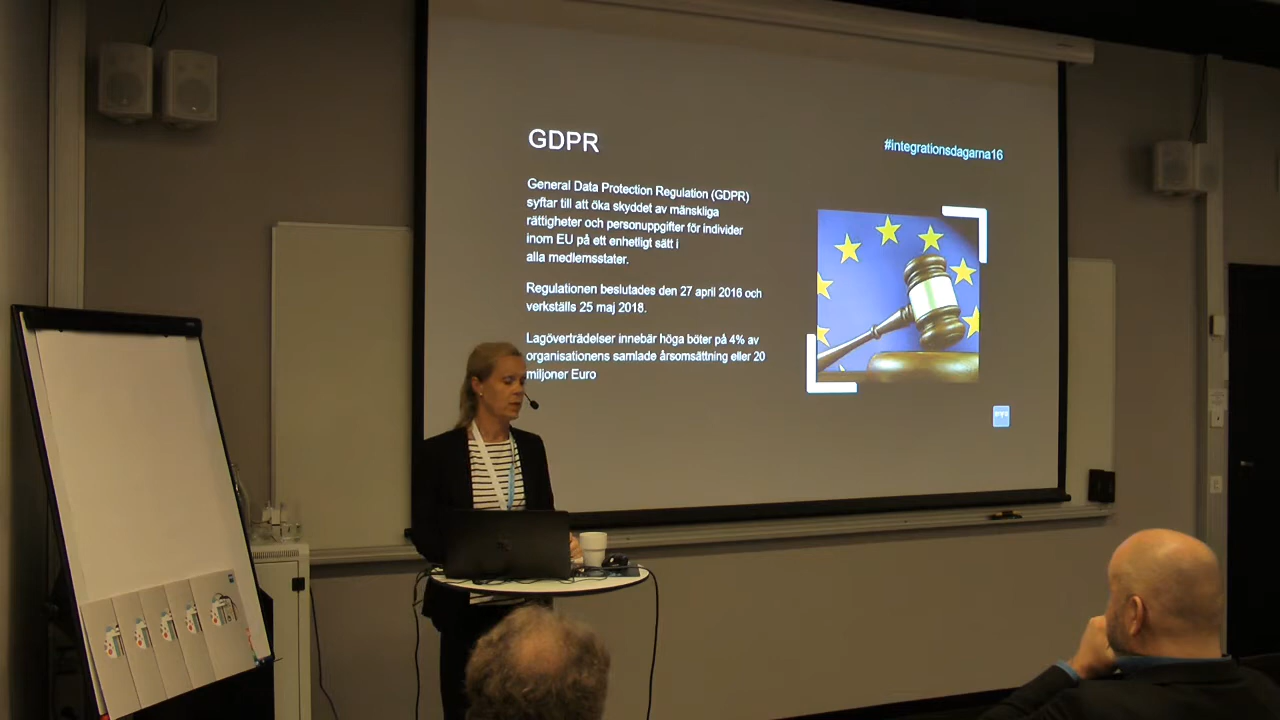 GDPR
#integrationsdagarna16
General Data Protection Regulation (GDPR)
syftar till att öka skyddet av mänskliga
rättigheter och personuppgifter för individer
inom EU på ett enhetligt sätt i
alla medlemsstater.
Regulationen beslutades den 27 april 2016 och
verkställs 25 maj 2018.
Lagöverträdelser innebär höga böter på 4% av
organisationens samlade årsomsättning eller 20
miljoner Euro